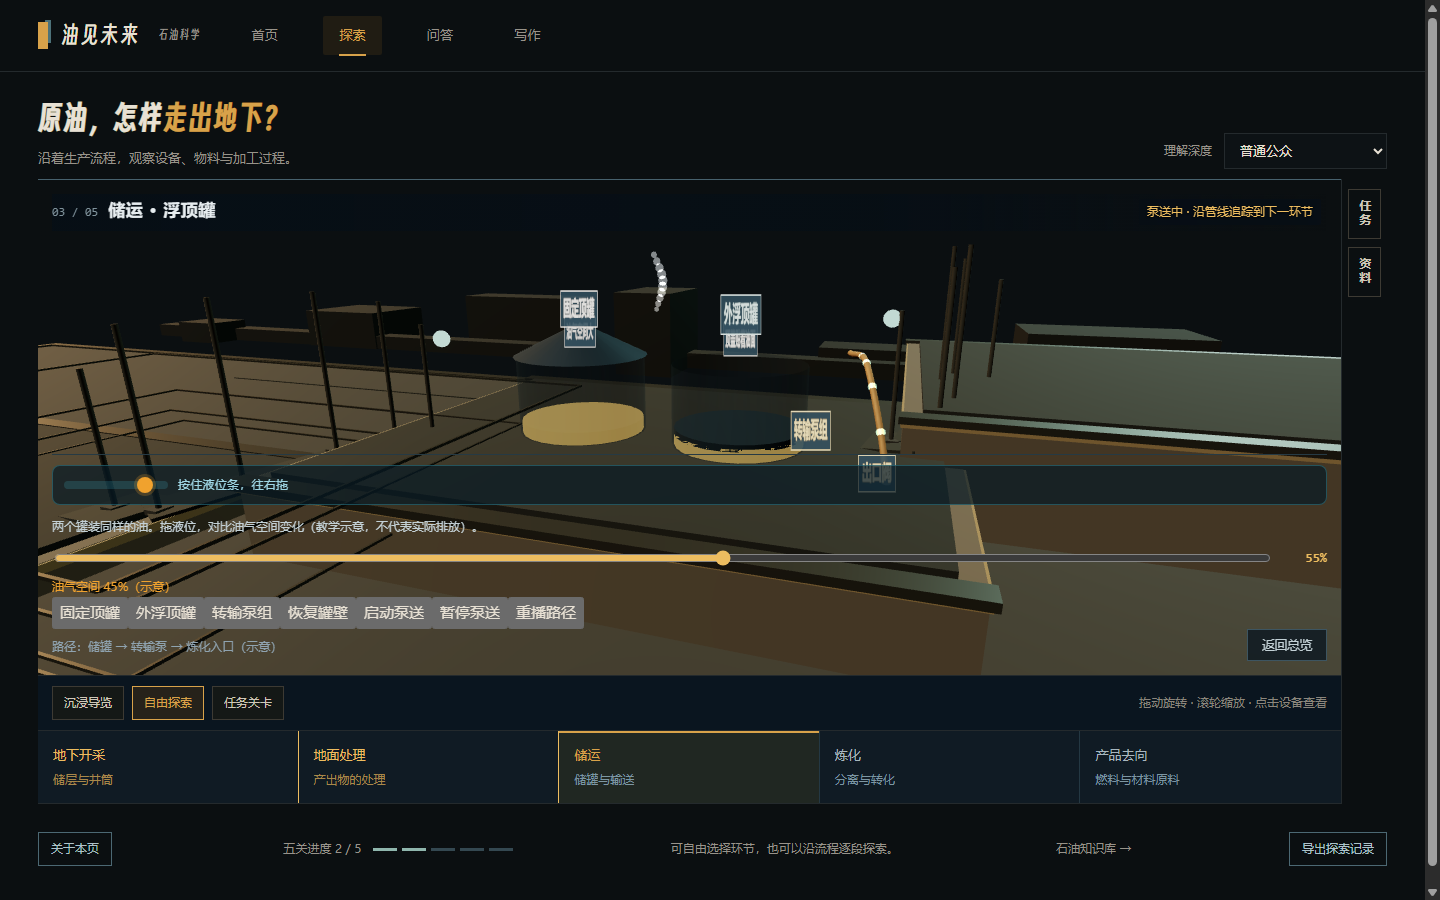 油见未来
石油科学
首页
探索
问答
写作
原油，怎样走出地下?
沿着生产流程，观察设备、物料与加工过程。
理解深度
普通公众
03 / 05 储运 • 浮顶罐
泵送中 · 沿管线追踪到下一环节
任务
资料
固定顶罐
外浮顶罐
转输泵组
出口阀
按住液位条，往右拖
两个罐装同样的油。拖液位，对比油气空间变化（教学示意，不代表实际排放）。
55%
油气空间 45%（示意）
固定顶罐 外浮顶罐 转输泵组 恢复罐壁 启动泵送 暂停泵送 重播路径
路径：储罐 → 转输泵 → 炼化入口（示意）
返回总览
沉浸导览
自由探索
任务关卡
拖动旋转 · 滚轮缩放 · 点击设备查看
地下开采
储层与井筒
地面处理
产出物的处理
储运
储罐与输送
炼化
分离与转化
产品去向
燃料与材料原料
关于本页
五关进度 2 / 5
可自由选择环节，也可以沿流程逐段探索。
石油知识库 →
导出探索记录